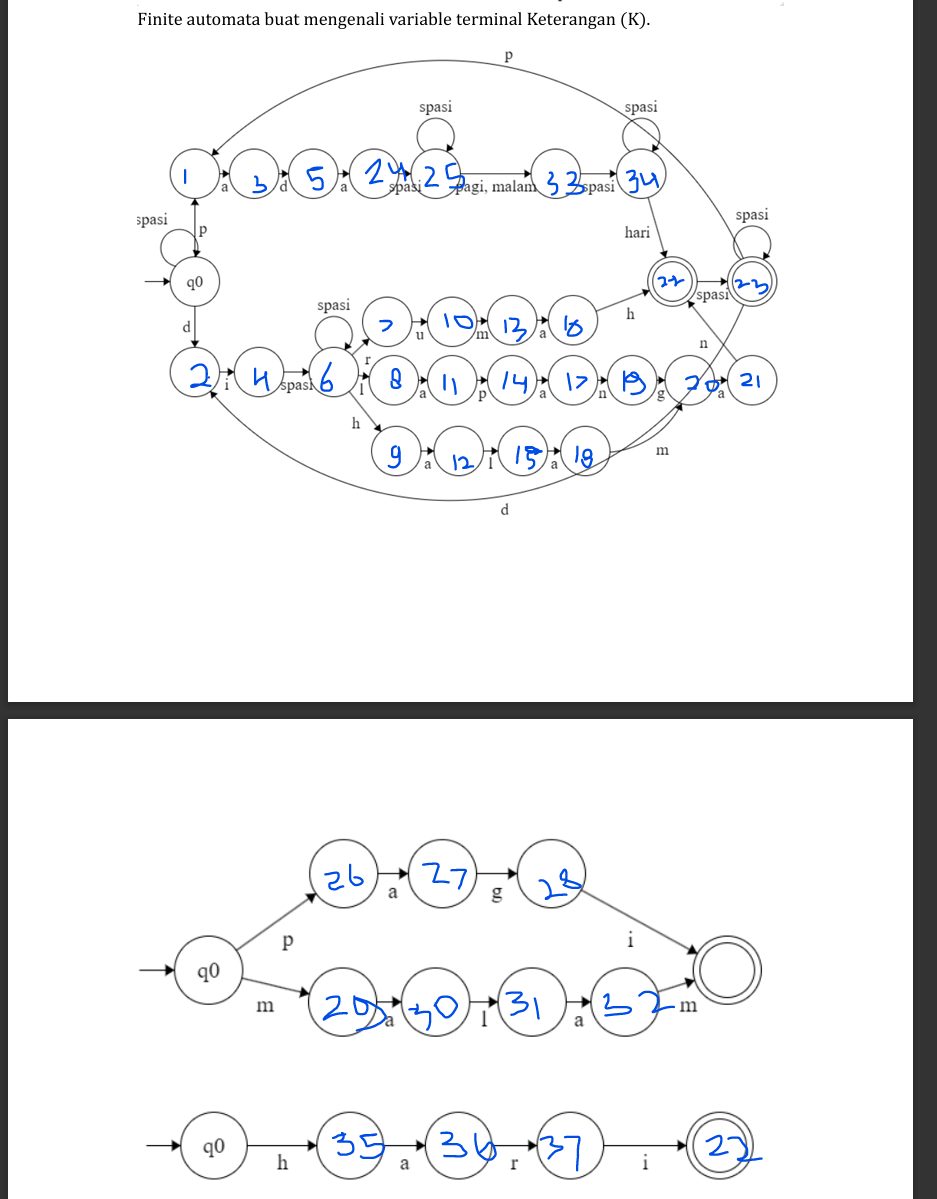 Finite automata buat mengenali variable terminal Keterangan (K).
p
spasi spasi
1 a 3 d 5 a 24 spasi 25 pagi, malam 33 spasi 34
spasi p hari spasi
q0 22 spasi 23
d spasi 7 u 10 m 13 a 16 h n
2 i 4 spasi 6 r l 8 a 11 p 14 a 17 n 19 g 20 a 21
h 9 a 12 l 15 a 18 m
d
26 a 27 g 28
p i
q0
m 29 a 30 l 31 a 32 m
q0 h 35 a 36 r 37 i 22